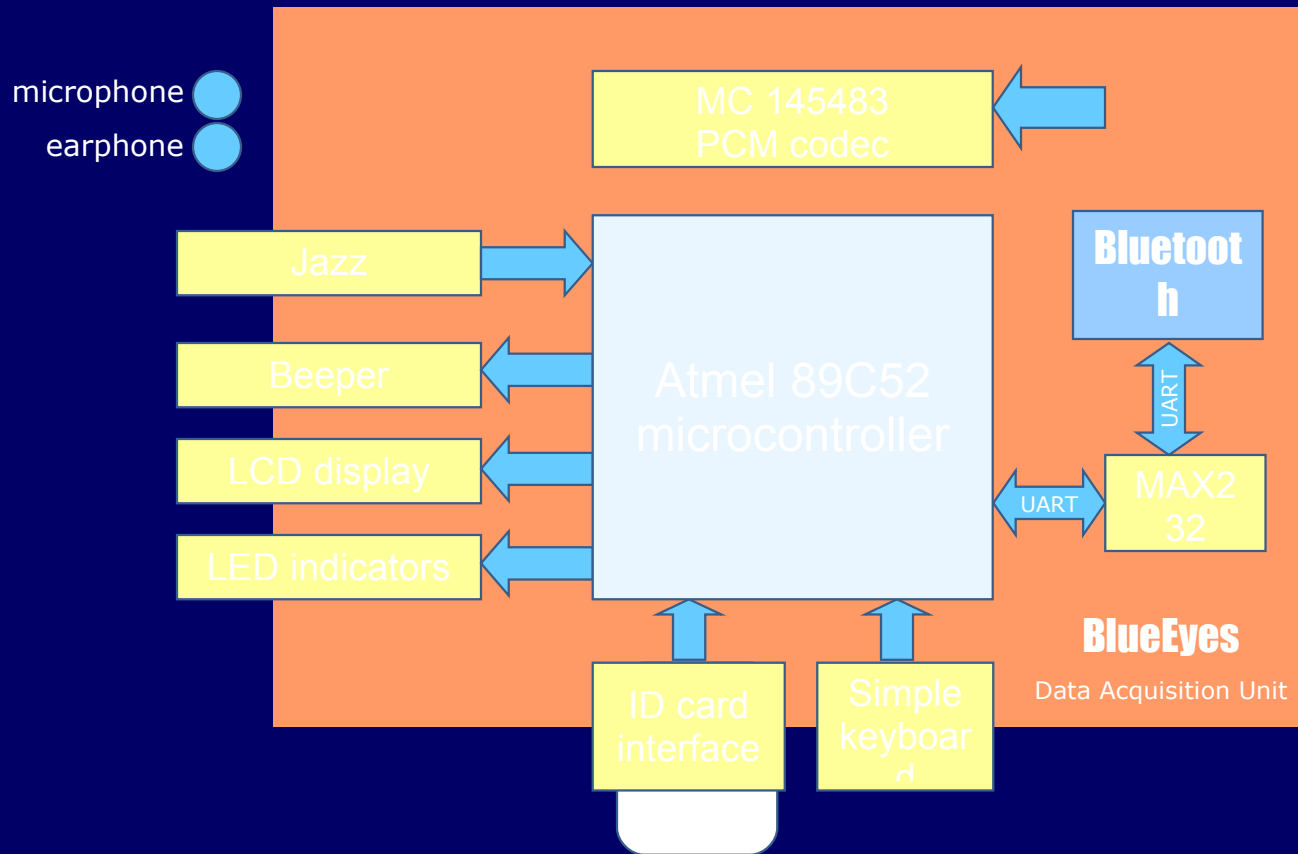 microphone
earphone
MC 145483
PCM codec
Jazz
Beeper
LCD display
LED indicators
Atmel 89C52
microcontroller
Bluetoot
h
UART
UART
MAX2
32
BlueEyes
Data Acquisition Unit
ID card
interface
Simple
keyboar
d